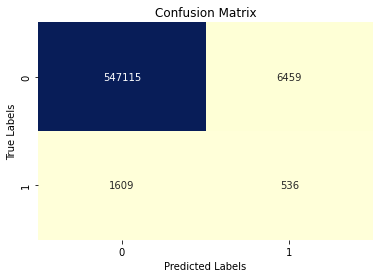 Confusion Matrix
True Labels
0
547115
6459
1
1609
536
0
1
Predicted Labels